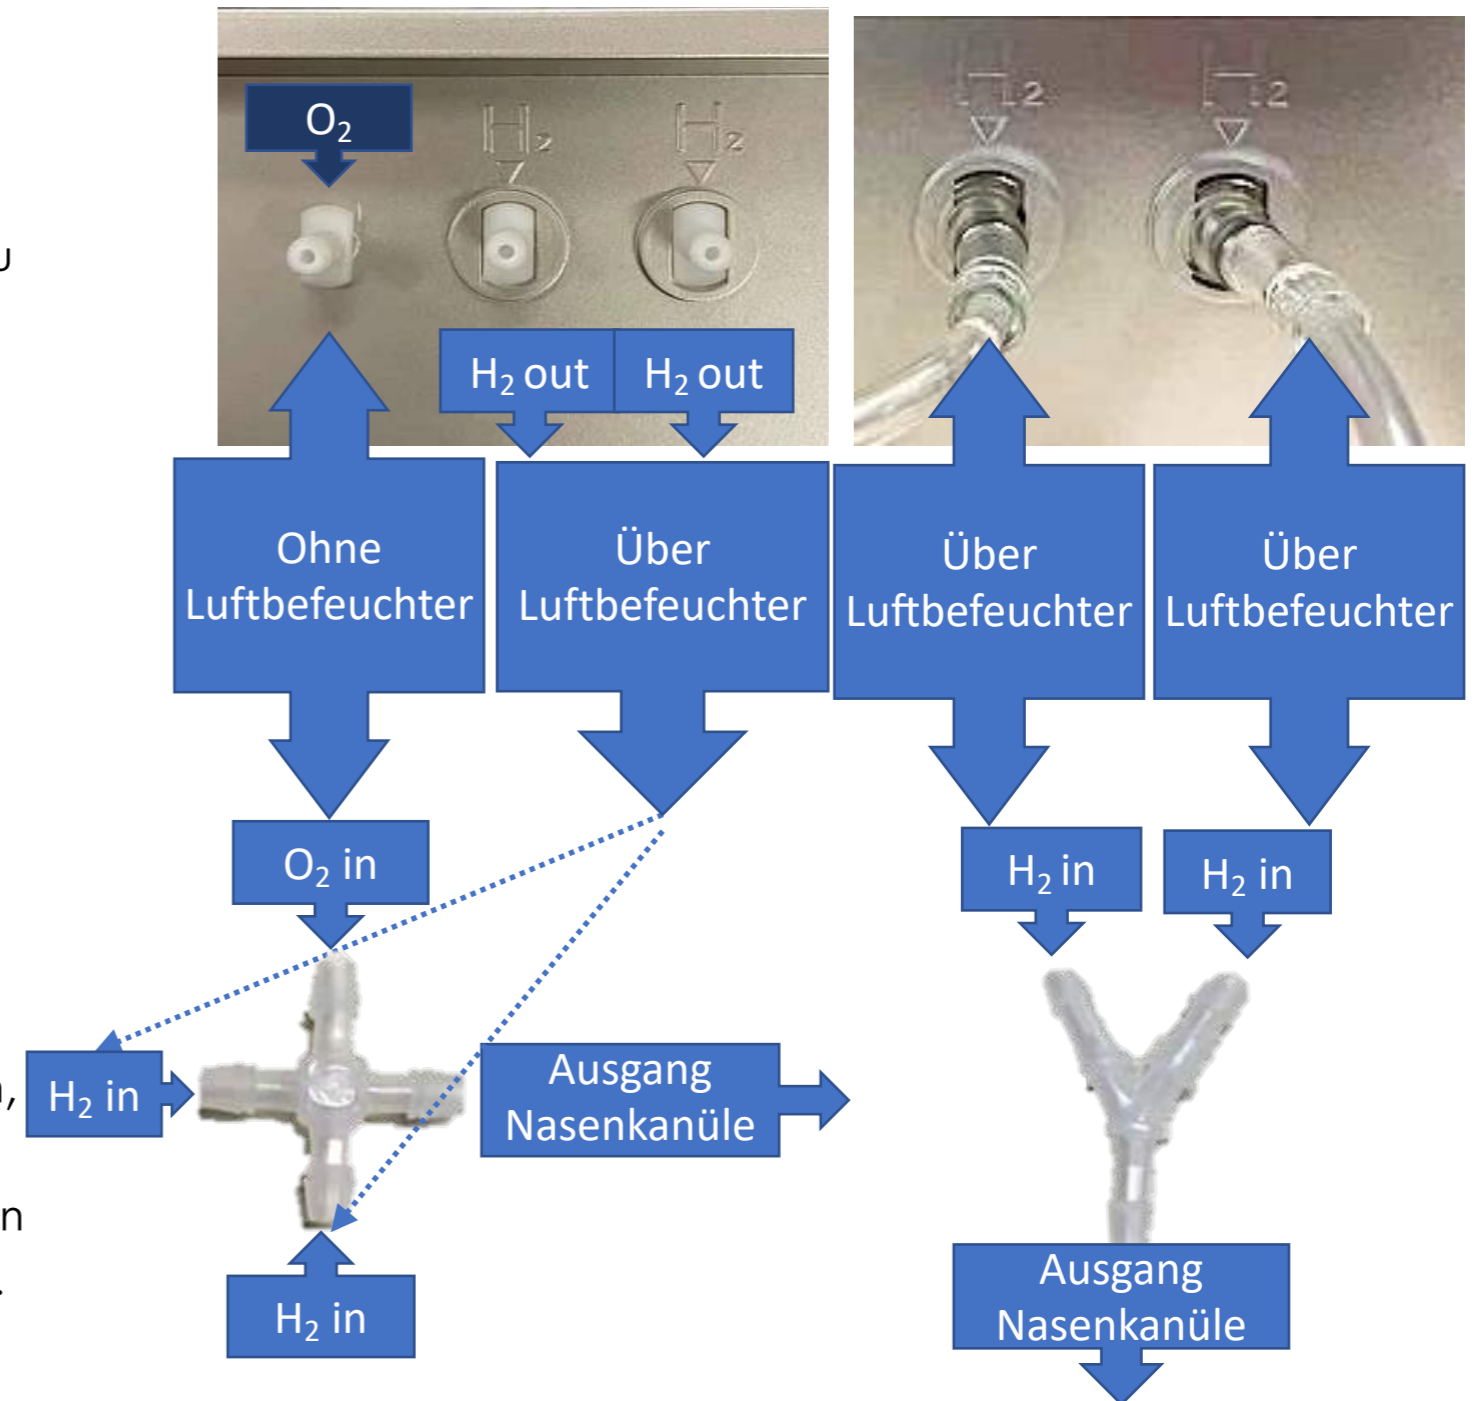 O₂
H₂
H₂
H₂
H₂
u
H₂ out
H₂ out
Ohne
Luftbefeuchter
Über
Luftbefeuchter
Über
Luftbefeuchter
Über
Luftbefeuchter
O₂ in
H₂ in
H₂ in
H₂ in
,
Ausgang
Nasenkanüle
n
.
H₂ in
Ausgang
Nasenkanüle